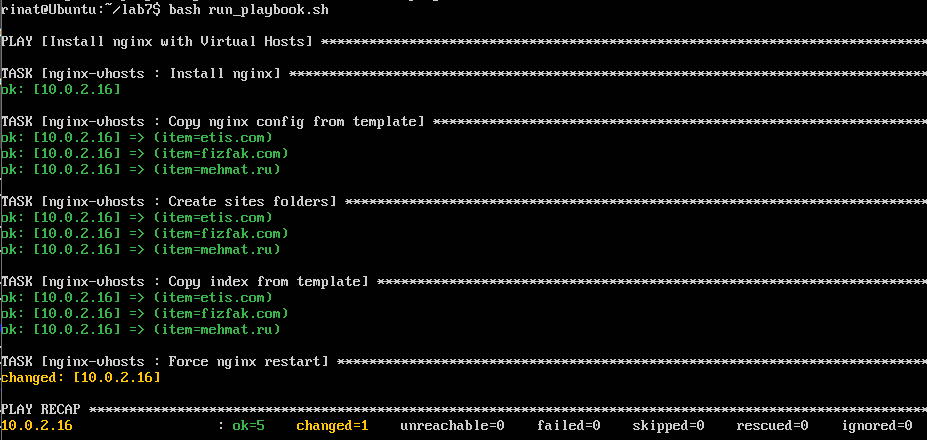 rinat@Ubuntu:~/lab7$ bash run_playbook.sh
PLAY [Install nginx with Virtual Hosts] ****************************************************************************
TASK [nginx-vhosts : Install nginx] ********************************************************************************
ok: [10.0.2.16]
TASK [nginx-vhosts : Copy nginx config from template] **************************************************************
ok: [10.0.2.16] => (item=etis.com)
ok: [10.0.2.16] => (item=fizfak.com)
ok: [10.0.2.16] => (item=mehmat.ru)
TASK [nginx-vhosts : Create sites folders] *************************************************************************
ok: [10.0.2.16] => (item=etis.com)
ok: [10.0.2.16] => (item=fizfak.com)
ok: [10.0.2.16] => (item=mehmat.ru)
TASK [nginx-vhosts : Copy index from template] *********************************************************************
ok: [10.0.2.16] => (item=etis.com)
ok: [10.0.2.16] => (item=fizfak.com)
ok: [10.0.2.16] => (item=mehmat.ru)
TASK [nginx-vhosts : Force nginx restart] **************************************************************************
changed: [10.0.2.16]
PLAY RECAP *********************************************************************************************************
10.0.2.16                  : ok=5    changed=1    unreachable=0    failed=0    skipped=0    rescued=0    ignored=0